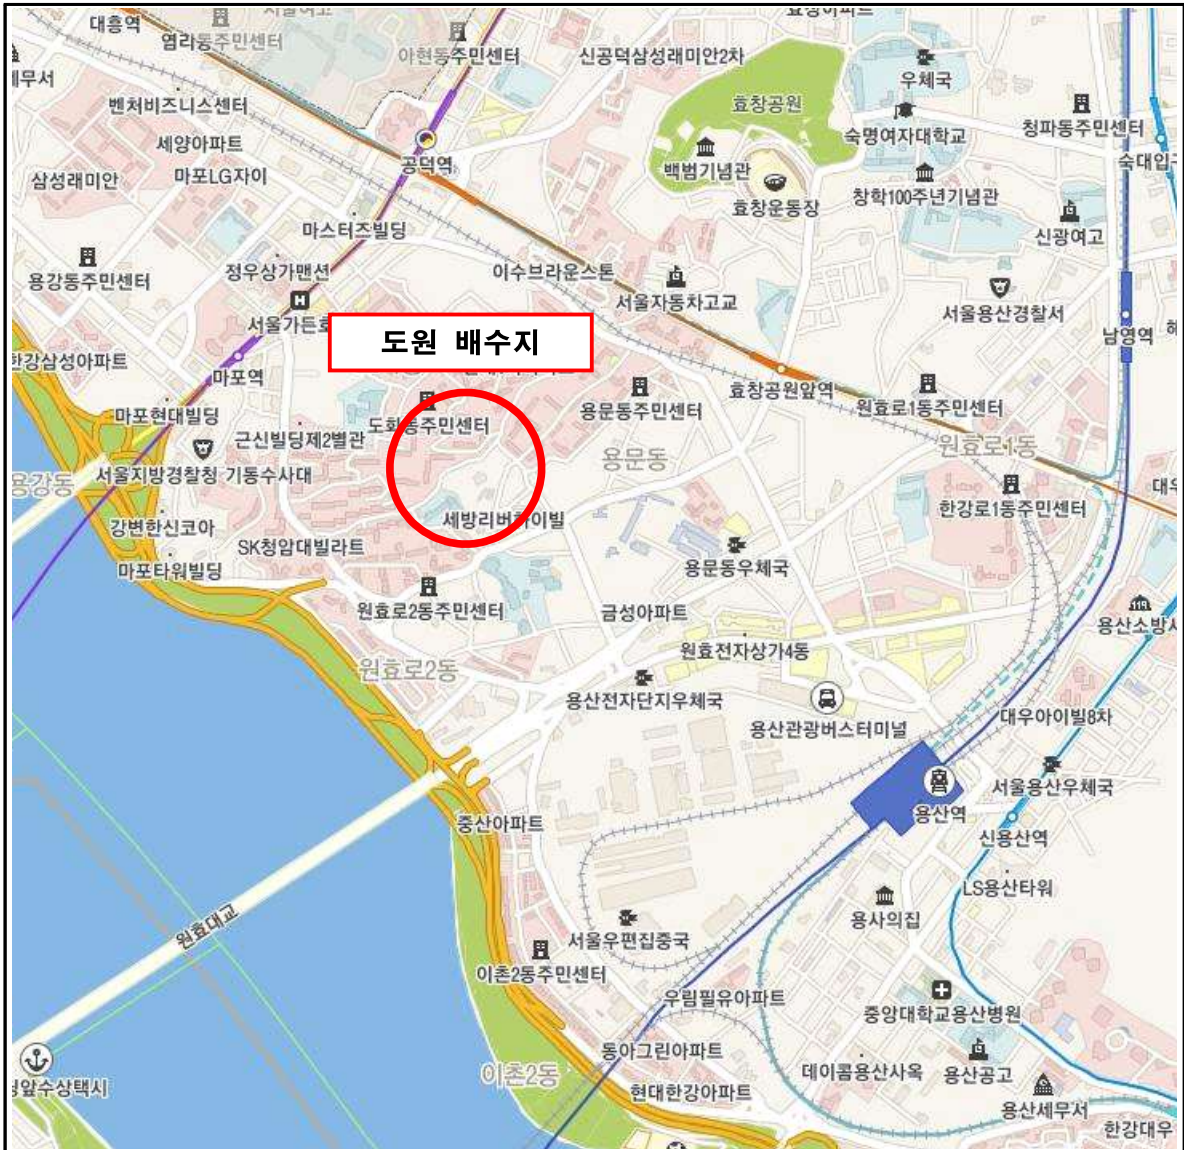 대흥역
염리동주민센터
아현동주민센터
신공덕삼성래미안2차
효창아파트
우체국
벤처비즈니스센터
효창공원
숙명여자대학교
청파동주민센터
세양아파트
공덕역
백범기념관
숙대입구
삼성래미안
마포LG자이
효창운동장
창학100주년기념관
신광여고
마스터즈빌딩
용강동주민센터
정우상가맨션
이수브라운스톤
서울자동차고교
서울용산경찰서
서울가든호
남영역
도원 배수지
한강삼성아파트
마포역
효창공원앞역
마포현대빌딩
도화동주민센터
용문동주민센터
원효로1동주민센터
근신빌딩제2별관
원효로1동
서울지방경찰청 기동수사대
용문동
용강동
한강로1동주민센터
강변한신코아
세방리버하이빌
SK청암대빌라트
마포타워빌딩
용문동우체국
원효로2동주민센터
금성아파트
용산소방서
원효전자상가4동
원효로2동
용산전자단지우체국
용산관광버스터미널
대우아이빌8차
서울용산우체국
용산역
신용산역
중산아파트
LS용산타워
원효대교
용사의집
서울우편집중국
이촌2동주민센터
우림필유아파트
중앙대학교용산병원
동아그린아파트
이촌2동
데이콤용산사옥
용산공고
현대한강아파트
용산세무서
한강대우
119
H